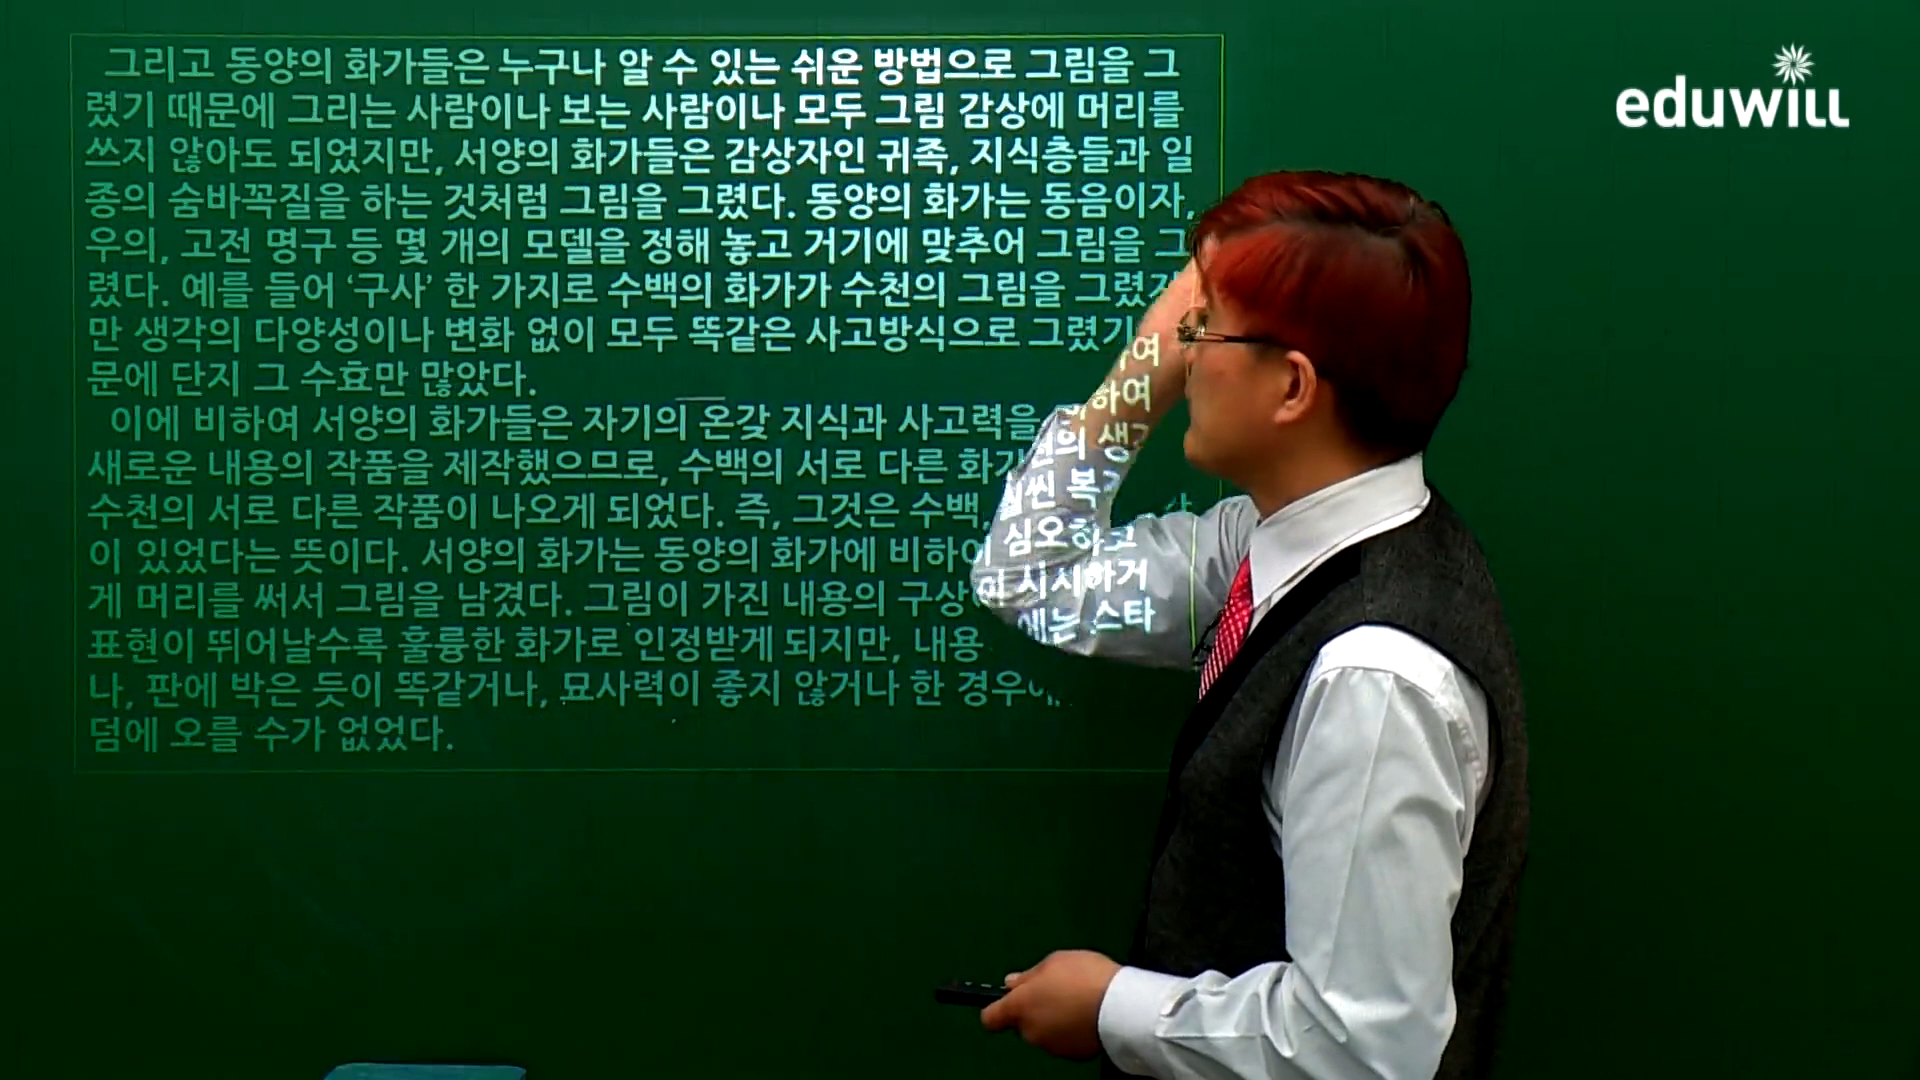 그리고 동양의 화가들은 누구나 알 수 있는 쉬운 방법으로 그림을 그
렸기 때문에 그리는 사람이나 보는 사람이나 모두 그림 감상에 머리를
쓰지 않아도 되었지만, 서양의 화가들은 감상자인 귀족, 지식층들과 일
종의 숨바꼭질을 하는 것처럼 그림을 그렸다. 동양의 화가는 동음이자,
우의, 고전 명구 등 몇 개의 모델을 정해 놓고 거기에 맞추어 그림을 그
렸다. 예를 들어 ‘구사’ 한 가지로 수백의 화가가 수천의 그림을 그렸지
만 생각의 다양성이나 변화 없이 모두 똑같은 사고방식으로 그렸기
문에 단지 그 수효만 많았다.
이에 비하여 서양의 화가들은 자기의 온갖 지식과 사고력을 하여
새로운 내용의 작품을 제작했으므로, 수백의 서로 다른 하여
수천의 서로 다른 작품이 나오게 되었다. 즉, 그것은 수백,
이 있었다는 뜻이다. 서양의 화가는 동양의 화가에
게 머리를 써서 그림을 남겼다. 그림이 가진 내용의 심오하고
표현이 뛰어날수록 훌륭한 화가로 인정받게 되지만, 내용이 시시하거
나, 판에 박은 듯이 똑같거나, 묘사력이 좋지 않거나 한 경우에는 스타
덤에 오를 수가 없었다.
eduwill